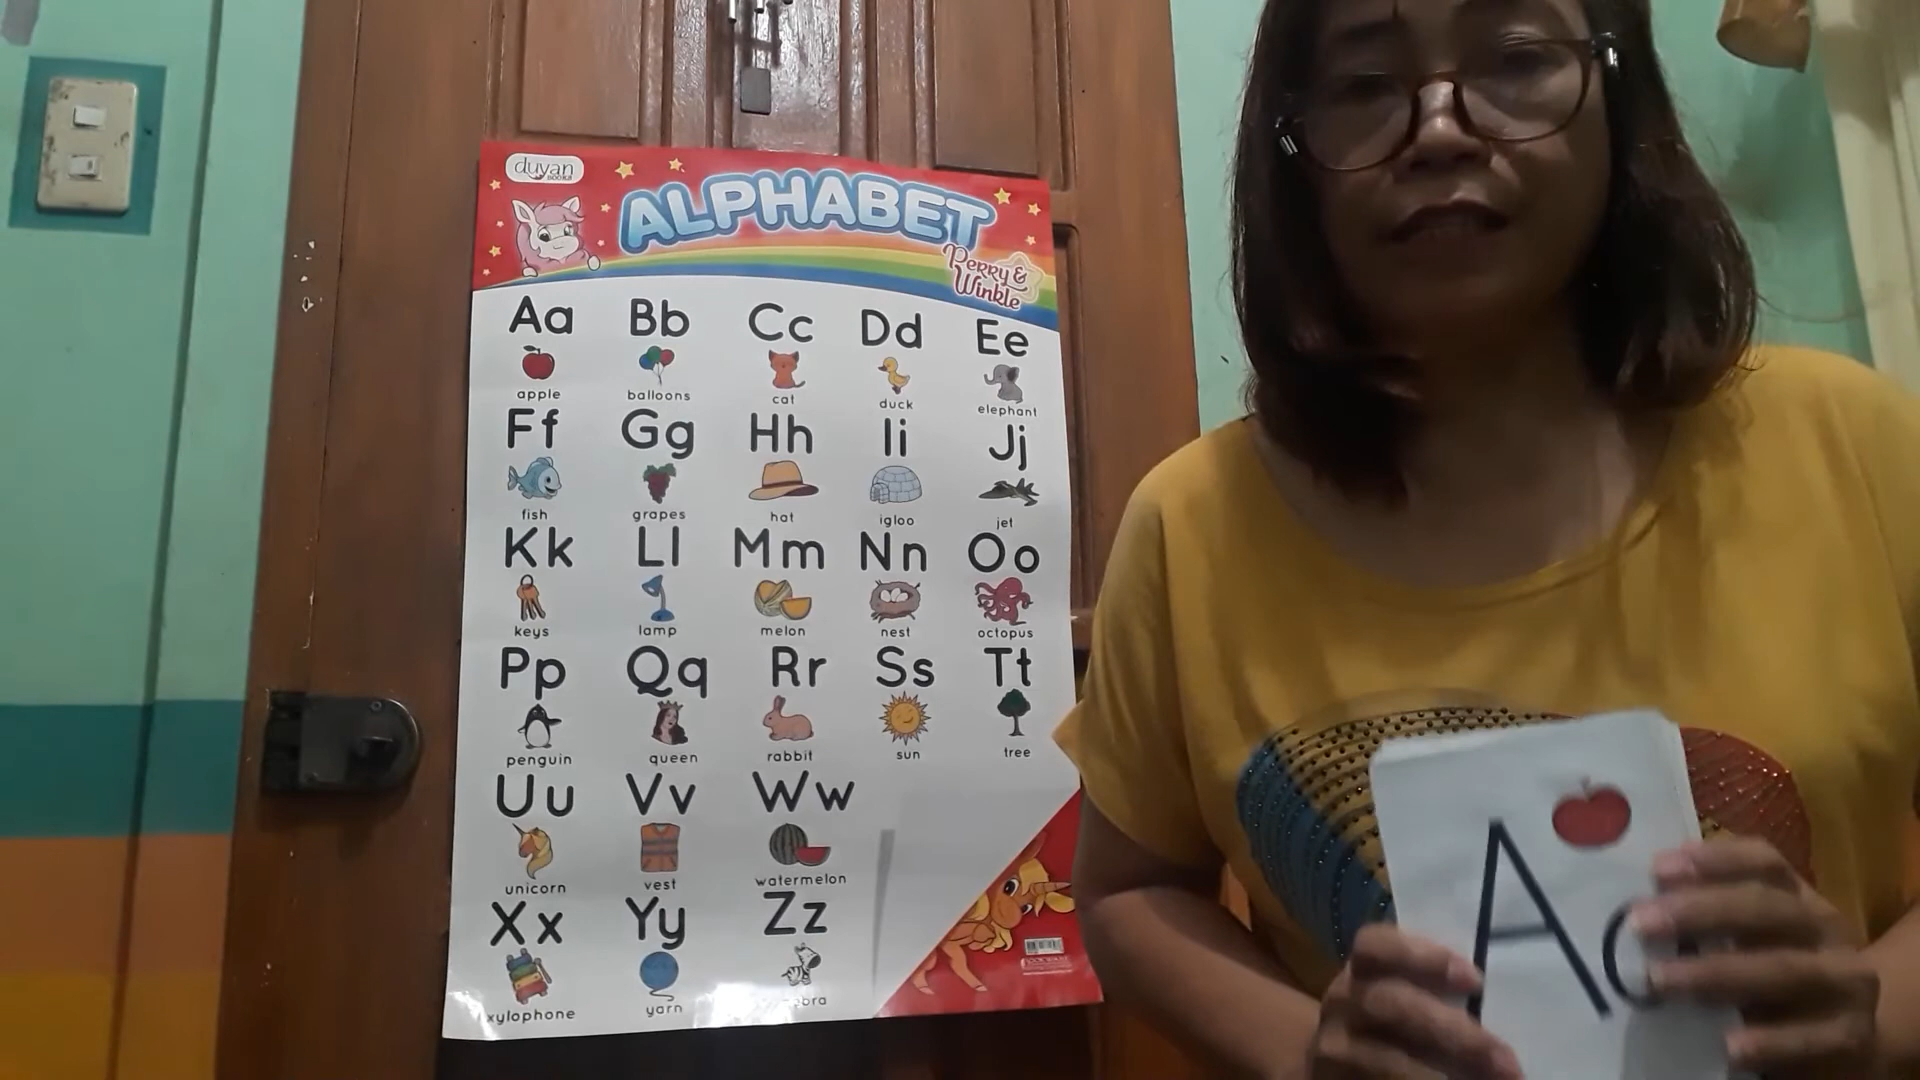 duyan
BOOKS
ALPHABET
Perry &
Winkle
Aa Bb Cc Dd Ee
apple balloons cat duck elephant
Ff Gg Hh Ii Jj
fish grapes hat igloo jet
Kk Ll Mm Nn Oo
keys lamp melon nest octopus
Pp Qq Rr Ss Tt
penguin queen rabbit sun tree
Uu Vv Ww
unicorn vest watermelon
Xx Yy Zz
xylophone yarn zebra
Aa